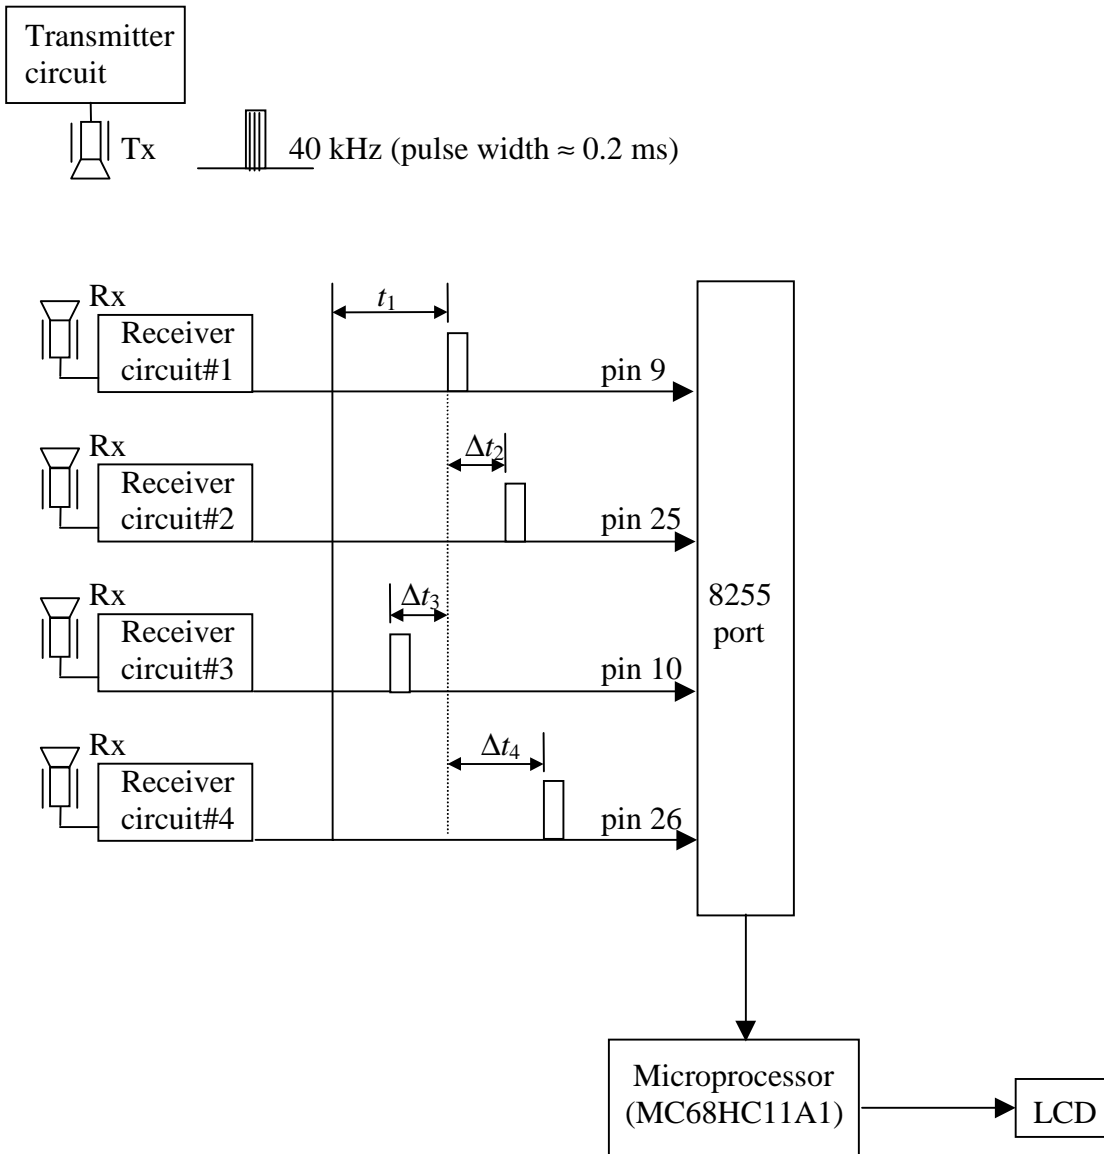 Transmitter
circuit
Tx
40 kHz (pulse width ≈ 0.2 ms)
Rx
Receiver
circuit#1
t1
pin 9
Rx
Receiver
circuit#2
Δt2
pin 25
Rx
Receiver
circuit#3
Δt3
pin 10
8255
port
Rx
Receiver
circuit#4
Δt4
pin 26
Microprocessor
(MC68HC11A1)
LCD